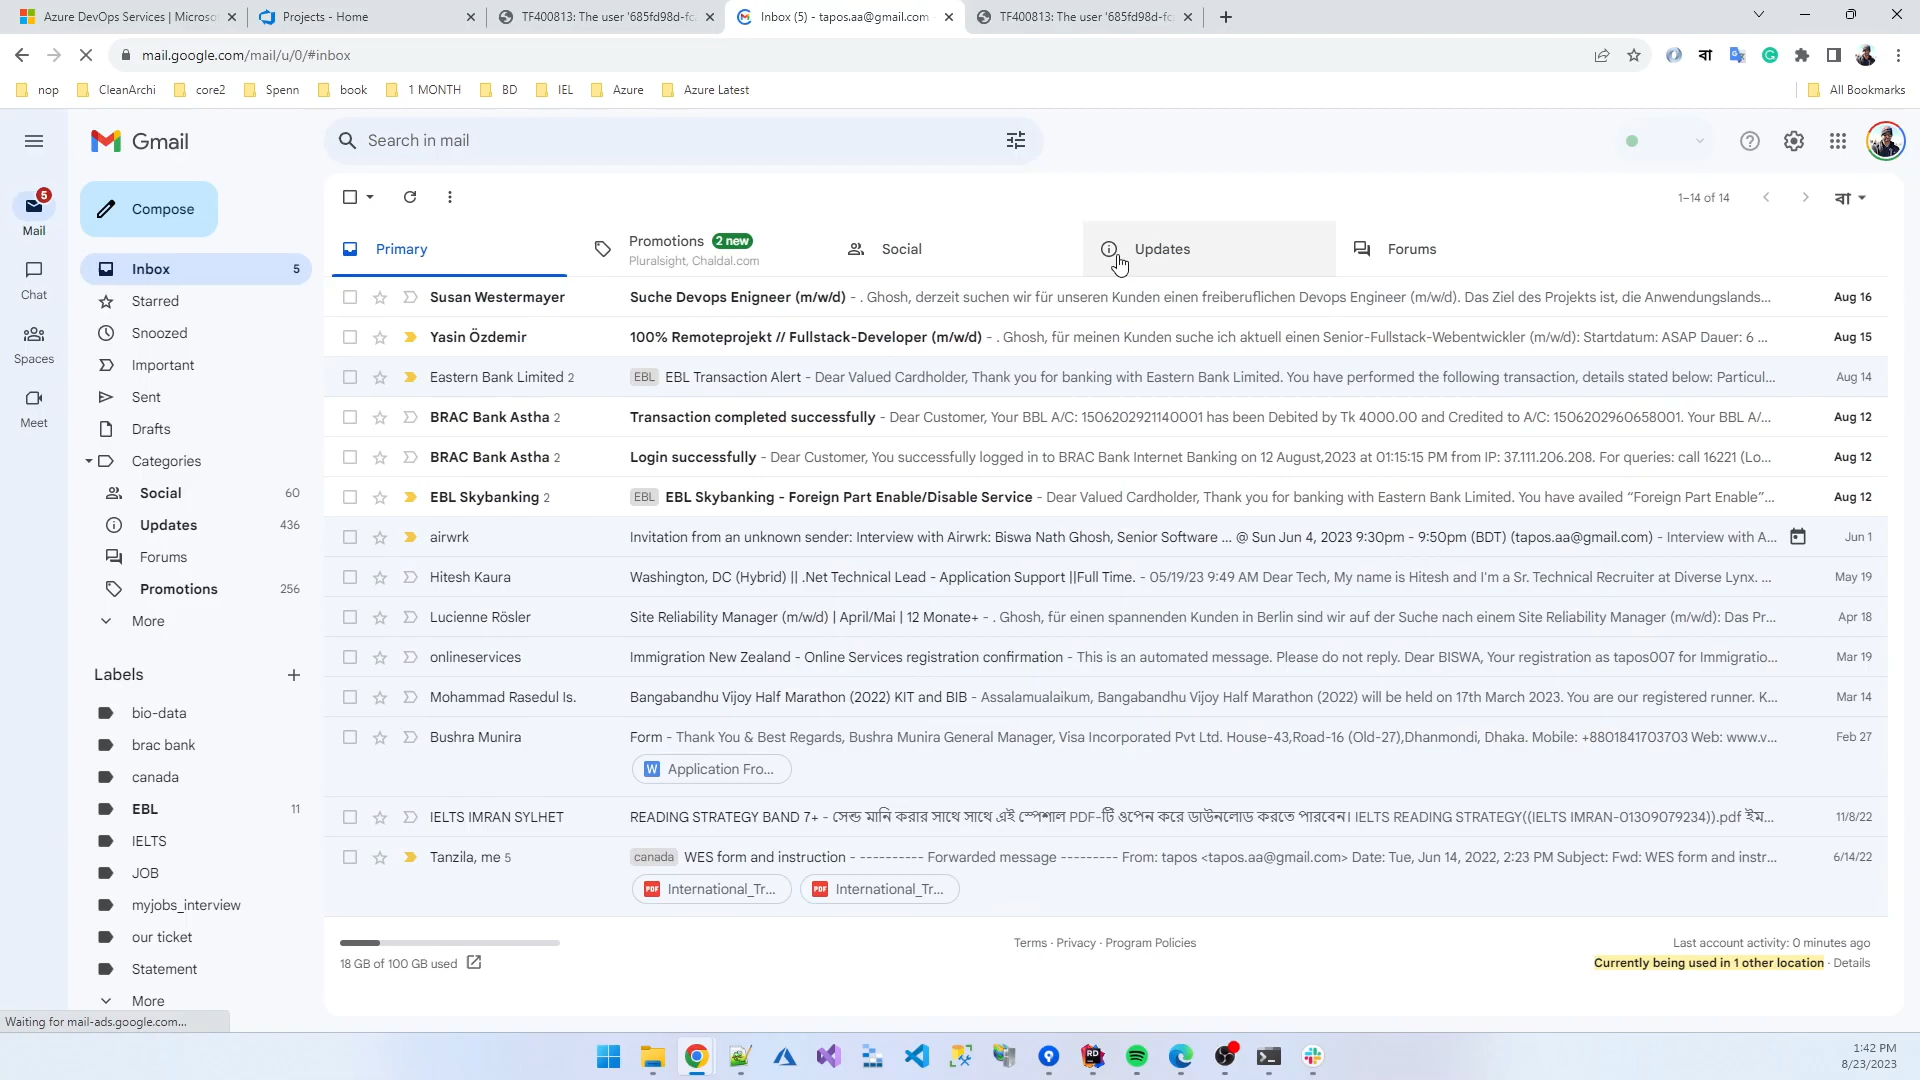 Azure DevOps Services | Microso
Projects - Home
TF400813: The user '685fd98d-fc
Inbox (5) - tapos.aa@gmail.com
TF400813: The user '685fd98d-fc
mail.google.com/mail/u/0/#inbox
বা
nop
CleanArchi
core2
Spenn
book
1 MONTH
BD
IEL
Azure
Azure Latest
All Bookmarks
Gmail
Search in mail
5
Mail
Chat
Spaces
Meet
Compose
Inbox 5
Starred
Snoozed
Important
Sent
Drafts
Categories
Social 60
Updates 436
Forums
Promotions 256
More
Labels
bio-data
brac bank
canada
EBL 11
IELTS
JOB
myjobs_interview
our ticket
Statement
More
1–14 of 14
বা
Primary
Promotions 2 new
Pluralsight, Chaldal.com
Social
Updates
Forums
Susan Westermayer Suche Devops Enigneer (m/w/d) - . Ghosh, derzeit suchen wir für unseren Kunden einen freiberuflichen Devops Engineer (m/w/d). Das Ziel des Projekts ist, die Anwendungslands... Aug 16
Yasin Özdemir 100% Remoteprojekt // Fullstack-Developer (m/w/d) - . Ghosh, für meinen Kunden suche ich aktuell einen Senior-Fullstack-Webentwickler (m/w/d): Startdatum: ASAP Dauer: 6 ... Aug 15
Eastern Bank Limited 2 EBL EBL Transaction Alert - Dear Valued Cardholder, Thank you for banking with Eastern Bank Limited. You have performed the following transaction, details stated below: Particul... Aug 14
BRAC Bank Astha 2 Transaction completed successfully - Dear Customer, Your BBL A/C: 1506202921140001 has been Debited by Tk 4000.00 and Credited to A/C: 1506202960658001. Your BBL A/... Aug 12
BRAC Bank Astha 2 Login successfully - Dear Customer, You successfully logged in to BRAC Bank Internet Banking on 12 August,2023 at 01:15:15 PM from IP: 37.111.206.208. For queries: call 16221 (Lo... Aug 12
EBL Skybanking 2 EBL EBL Skybanking - Foreign Part Enable/Disable Service - Dear Valued Cardholder, Thank you for banking with Eastern Bank Limited. You have availed “Foreign Part Enable”... Aug 12
airwrk Invitation from an unknown sender: Interview with Airwrk: Biswa Nath Ghosh, Senior Software ... @ Sun Jun 4, 2023 9:30pm - 9:50pm (BDT) (tapos.aa@gmail.com) - Interview with A... Jun 1
Hitesh Kaura Washington, DC (Hybrid) || .Net Technical Lead - Application Support ||Full Time. - 05/19/23 9:49 AM Dear Tech, My name is Hitesh and I'm a Sr. Technical Recruiter at Diverse Lynx. ... May 19
Lucienne Rösler Site Reliability Manager (m/w/d) | April/Mai | 12 Monate+ - . Ghosh, für einen spannenden Kunden in Berlin sind wir auf der Suche nach einem Site Reliability Manager (m/w/d): Das Pr... Apr 18
onlineservices Immigration New Zealand - Online Services registration confirmation - This is an automated message. Please do not reply. Dear BISWA, Your registration as tapos007 for Immigratio... Mar 19
Mohammad Rasedul Is. Bangabandhu Vijoy Half Marathon (2022) KIT and BIB - Assalamualaikum, Bangabandhu Vijoy Half Marathon (2022) will be held on 17th March 2023. You are our registered runner. K... Mar 14
Bushra Munira Form - Thank You & Best Regards, Bushra Munira General Manager, Visa Incorporated Pvt Ltd. House-43,Road-16 (Old-27),Dhanmondi, Dhaka. Mobile: +8801841703703 Web: www.v... Feb 27
W Application Fro...
IELTS IMRAN SYLHET READING STRATEGY BAND 7+ - সেন্ড মানি করার সাথে সাথে এই স্পেশাল PDF-টি ওপেন করে ডাউনলোড করতে পারবেন। IELTS READING STRATEGY((IELTS IMRAN-01309079234)).pdf ইম... 11/8/22
Tanzila, me 5 canada WES form and instruction - ---------- Forwarded message --------- From: tapos <tapos.aa@gmail.com> Date: Tue, Jun 14, 2022, 2:23 PM Subject: Fwd: WES form and instr... 6/14/22
PDF International_Tr...
PDF International_Tr...
18 GB of 100 GB used
Terms · Privacy · Program Policies
Last account activity: 0 minutes ago
Currently being used in 1 other location · Details
Waiting for mail-ads.google.com...
1:42 PM
8/23/2023